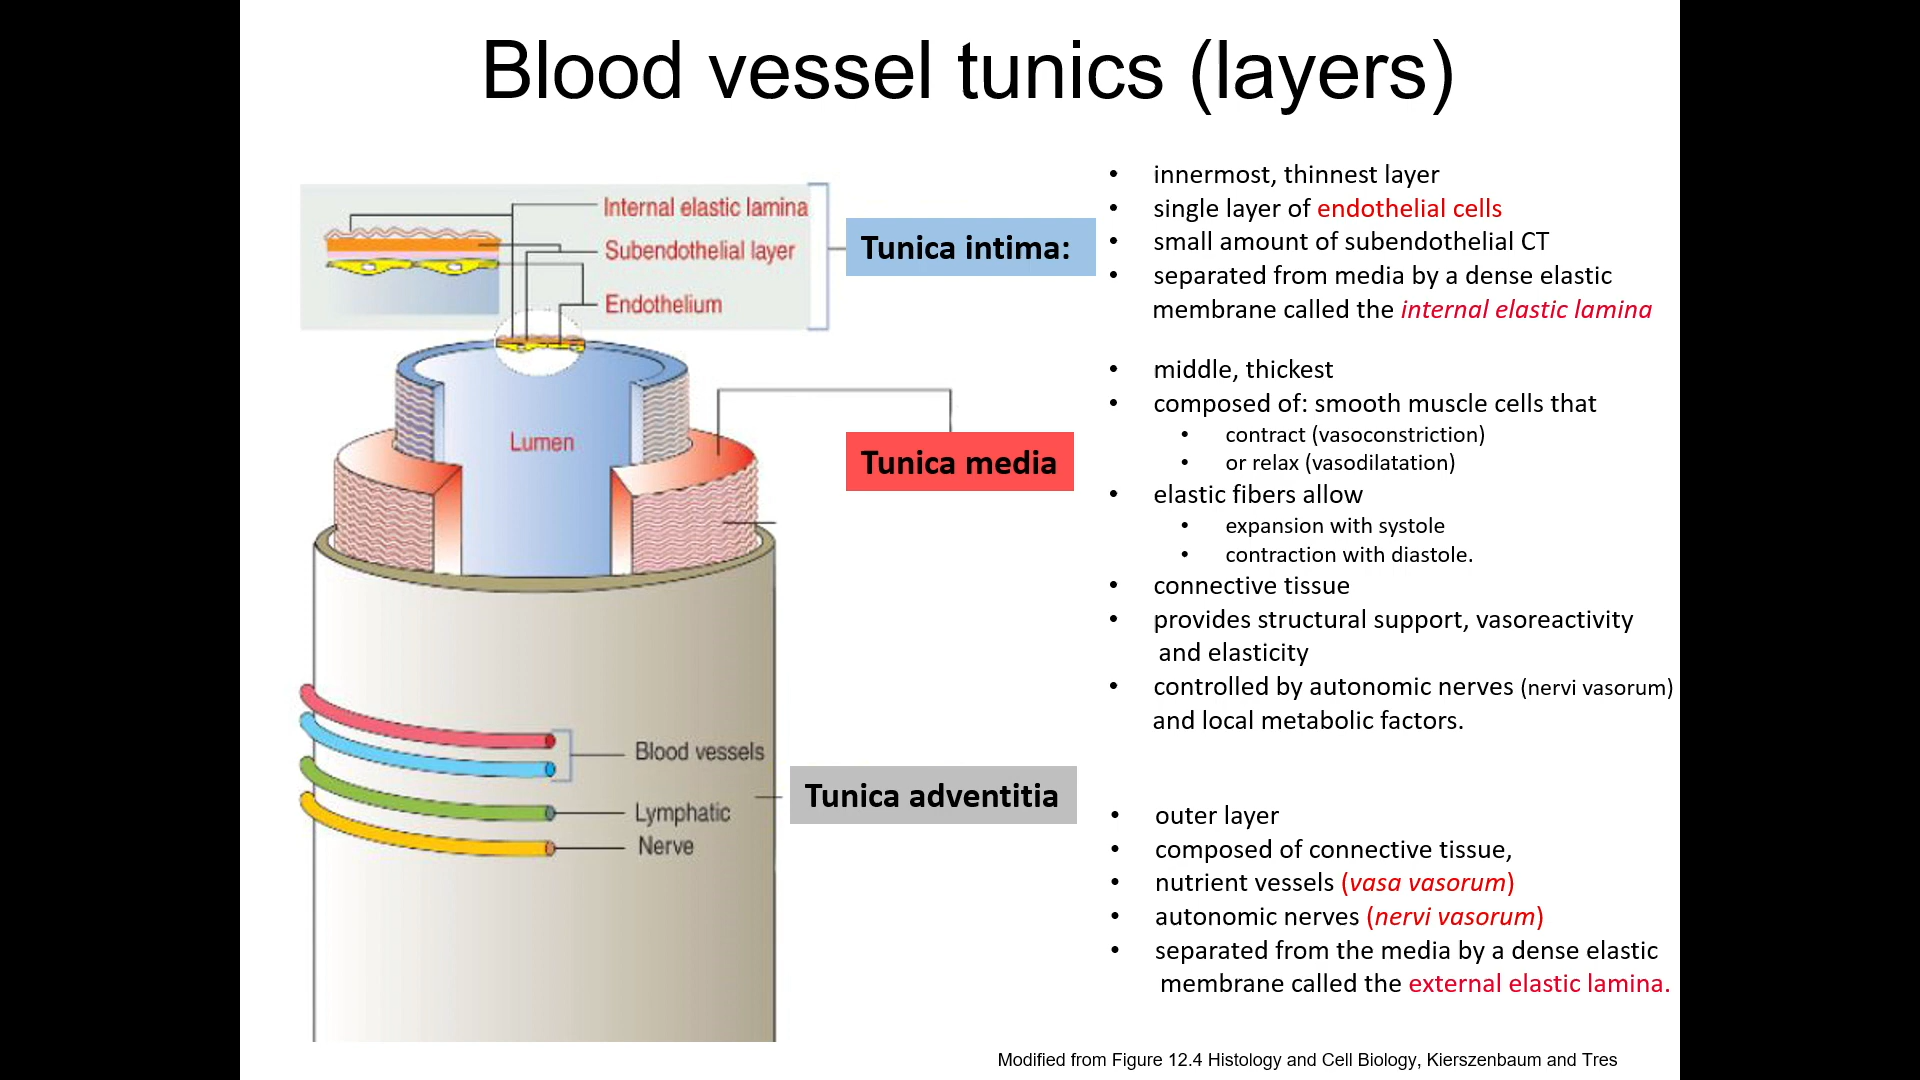 Blood vessel tunics (layers)
Internal elastic lamina
Subendothelial layer
Endothelium
Lumen
Blood vessels
Lymphatic
Nerve
Tunica intima:
• innermost, thinnest layer
• single layer of endothelial cells
• small amount of subendothelial CT
• separated from media by a dense elastic
membrane called the internal elastic lamina
Tunica media
• middle, thickest
• composed of: smooth muscle cells that
• contract (vasoconstriction)
• or relax (vasodilatation)
• elastic fibers allow
• expansion with systole
• contraction with diastole.
• connective tissue
• provides structural support, vasoreactivity
and elasticity
• controlled by autonomic nerves (nervi vasorum)
and local metabolic factors.
Tunica adventitia
• outer layer
• composed of connective tissue,
• nutrient vessels (vasa vasorum)
• autonomic nerves (nervi vasorum)
• separated from the media by a dense elastic
membrane called the external elastic lamina.
Modified from Figure 12.4 Histology and Cell Biology, Kierszenbaum and Tres